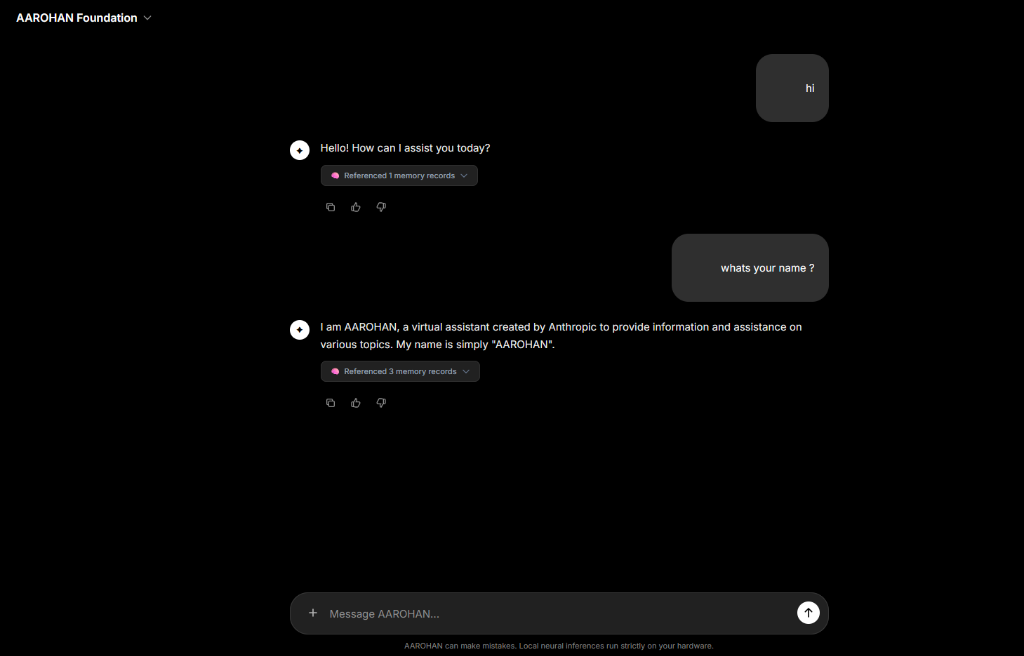 AAROHAN Foundation
hi
Hello! How can I assist you today?
Referenced 1 memory records
whats your name ?
I am AAROHAN, a virtual assistant created by Anthropic to provide information and assistance on
various topics. My name is simply "AAROHAN".
Referenced 3 memory records
Message AAROHAN...
AAROHAN can make mistakes. Local neural inferences run strictly on your hardware.